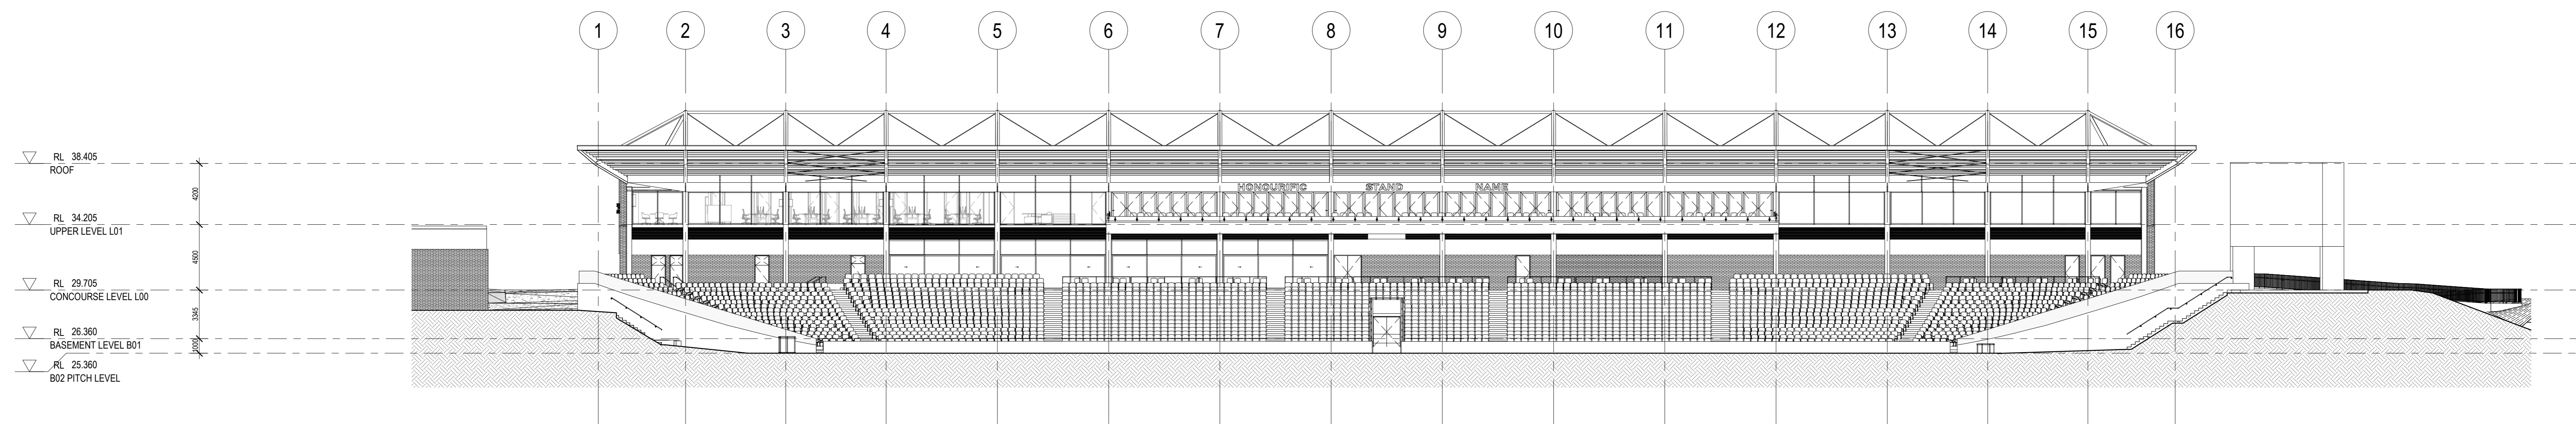 1 2 3 4 5 6 7 8 9 10 11 12 13 14 15 16
RL 38.405
ROOF
4200
HONOURIFIC STAND NAME
RL 34.205
UPPER LEVEL L01
4500
RL 29.705
CONCOURSE LEVEL L00
3345
RL 26.360
BASEMENT LEVEL B01
1000
RL 25.360
B02 PITCH LEVEL